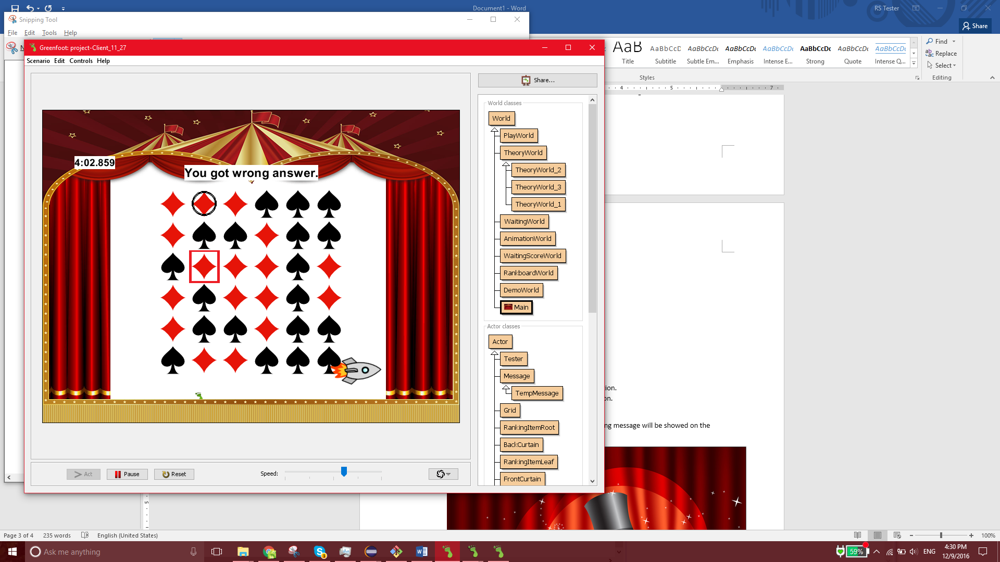 Document1 - Word
RS Tester
Snipping Tool
Share
File Edit Tools Help
Greenfoot: project-Client_11_27
Scenario Edit Controls Help
AaB
AaBbCcD
AaBbCcDc
AaBbCcDc
AaBbCcDc
AaBbCcDc
AaBbCcDc
AaBbCcDc
Title
Subtitle
Subtle Em...
Emphasis
Intense E...
Strong
Quote
Intense Q...
Find
Replace
Select
Styles
Editing
Share...
4 5 7
World classes
World
PlayWorld
TheoryWorld
TheoryWorld_2
TheoryWorld_3
TheoryWorld_1
WaitingWorld
AnimationWorld
WaitingScoreWorld
RankboardWorld
DemoWorld
Main
Actor classes
Actor
Tester
Message
TempMessage
Grid
RankingItemRoot
BackCurtain
RankingItemLeaf
FrontCurtain
4:02.859
You got wrong answer.
Act
Pause
Reset
Speed:
ion.
on.
ng message will be showed on the
5
Page 3 of 4
235 words
English (United States)
100%
Ask me anything
1
59%
ENG
4:30 PM
12/9/2016